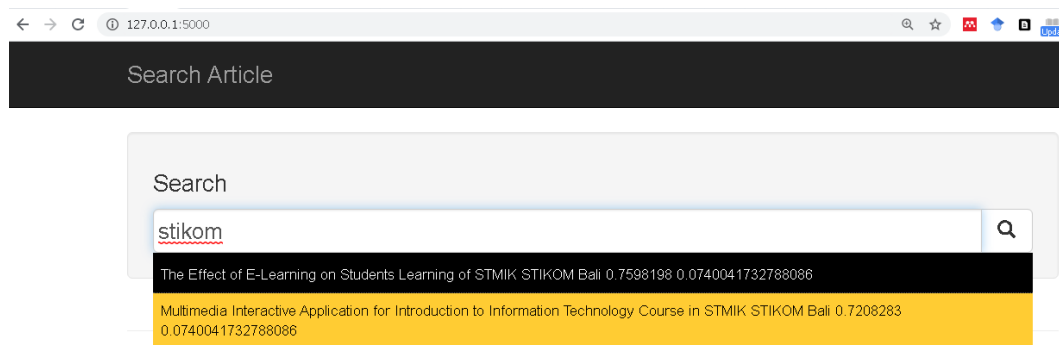 127.0.0.1:5000
Search Article
Search
stikom
The Effect of E-Learning on Students Learning of STMIK STIKOM Bali 0.7598198 0.0740041732788086
Multimedia Interactive Application for Introduction to Information Technology Course in STMIK STIKOM Bali 0.7208283
0.0740041732788086